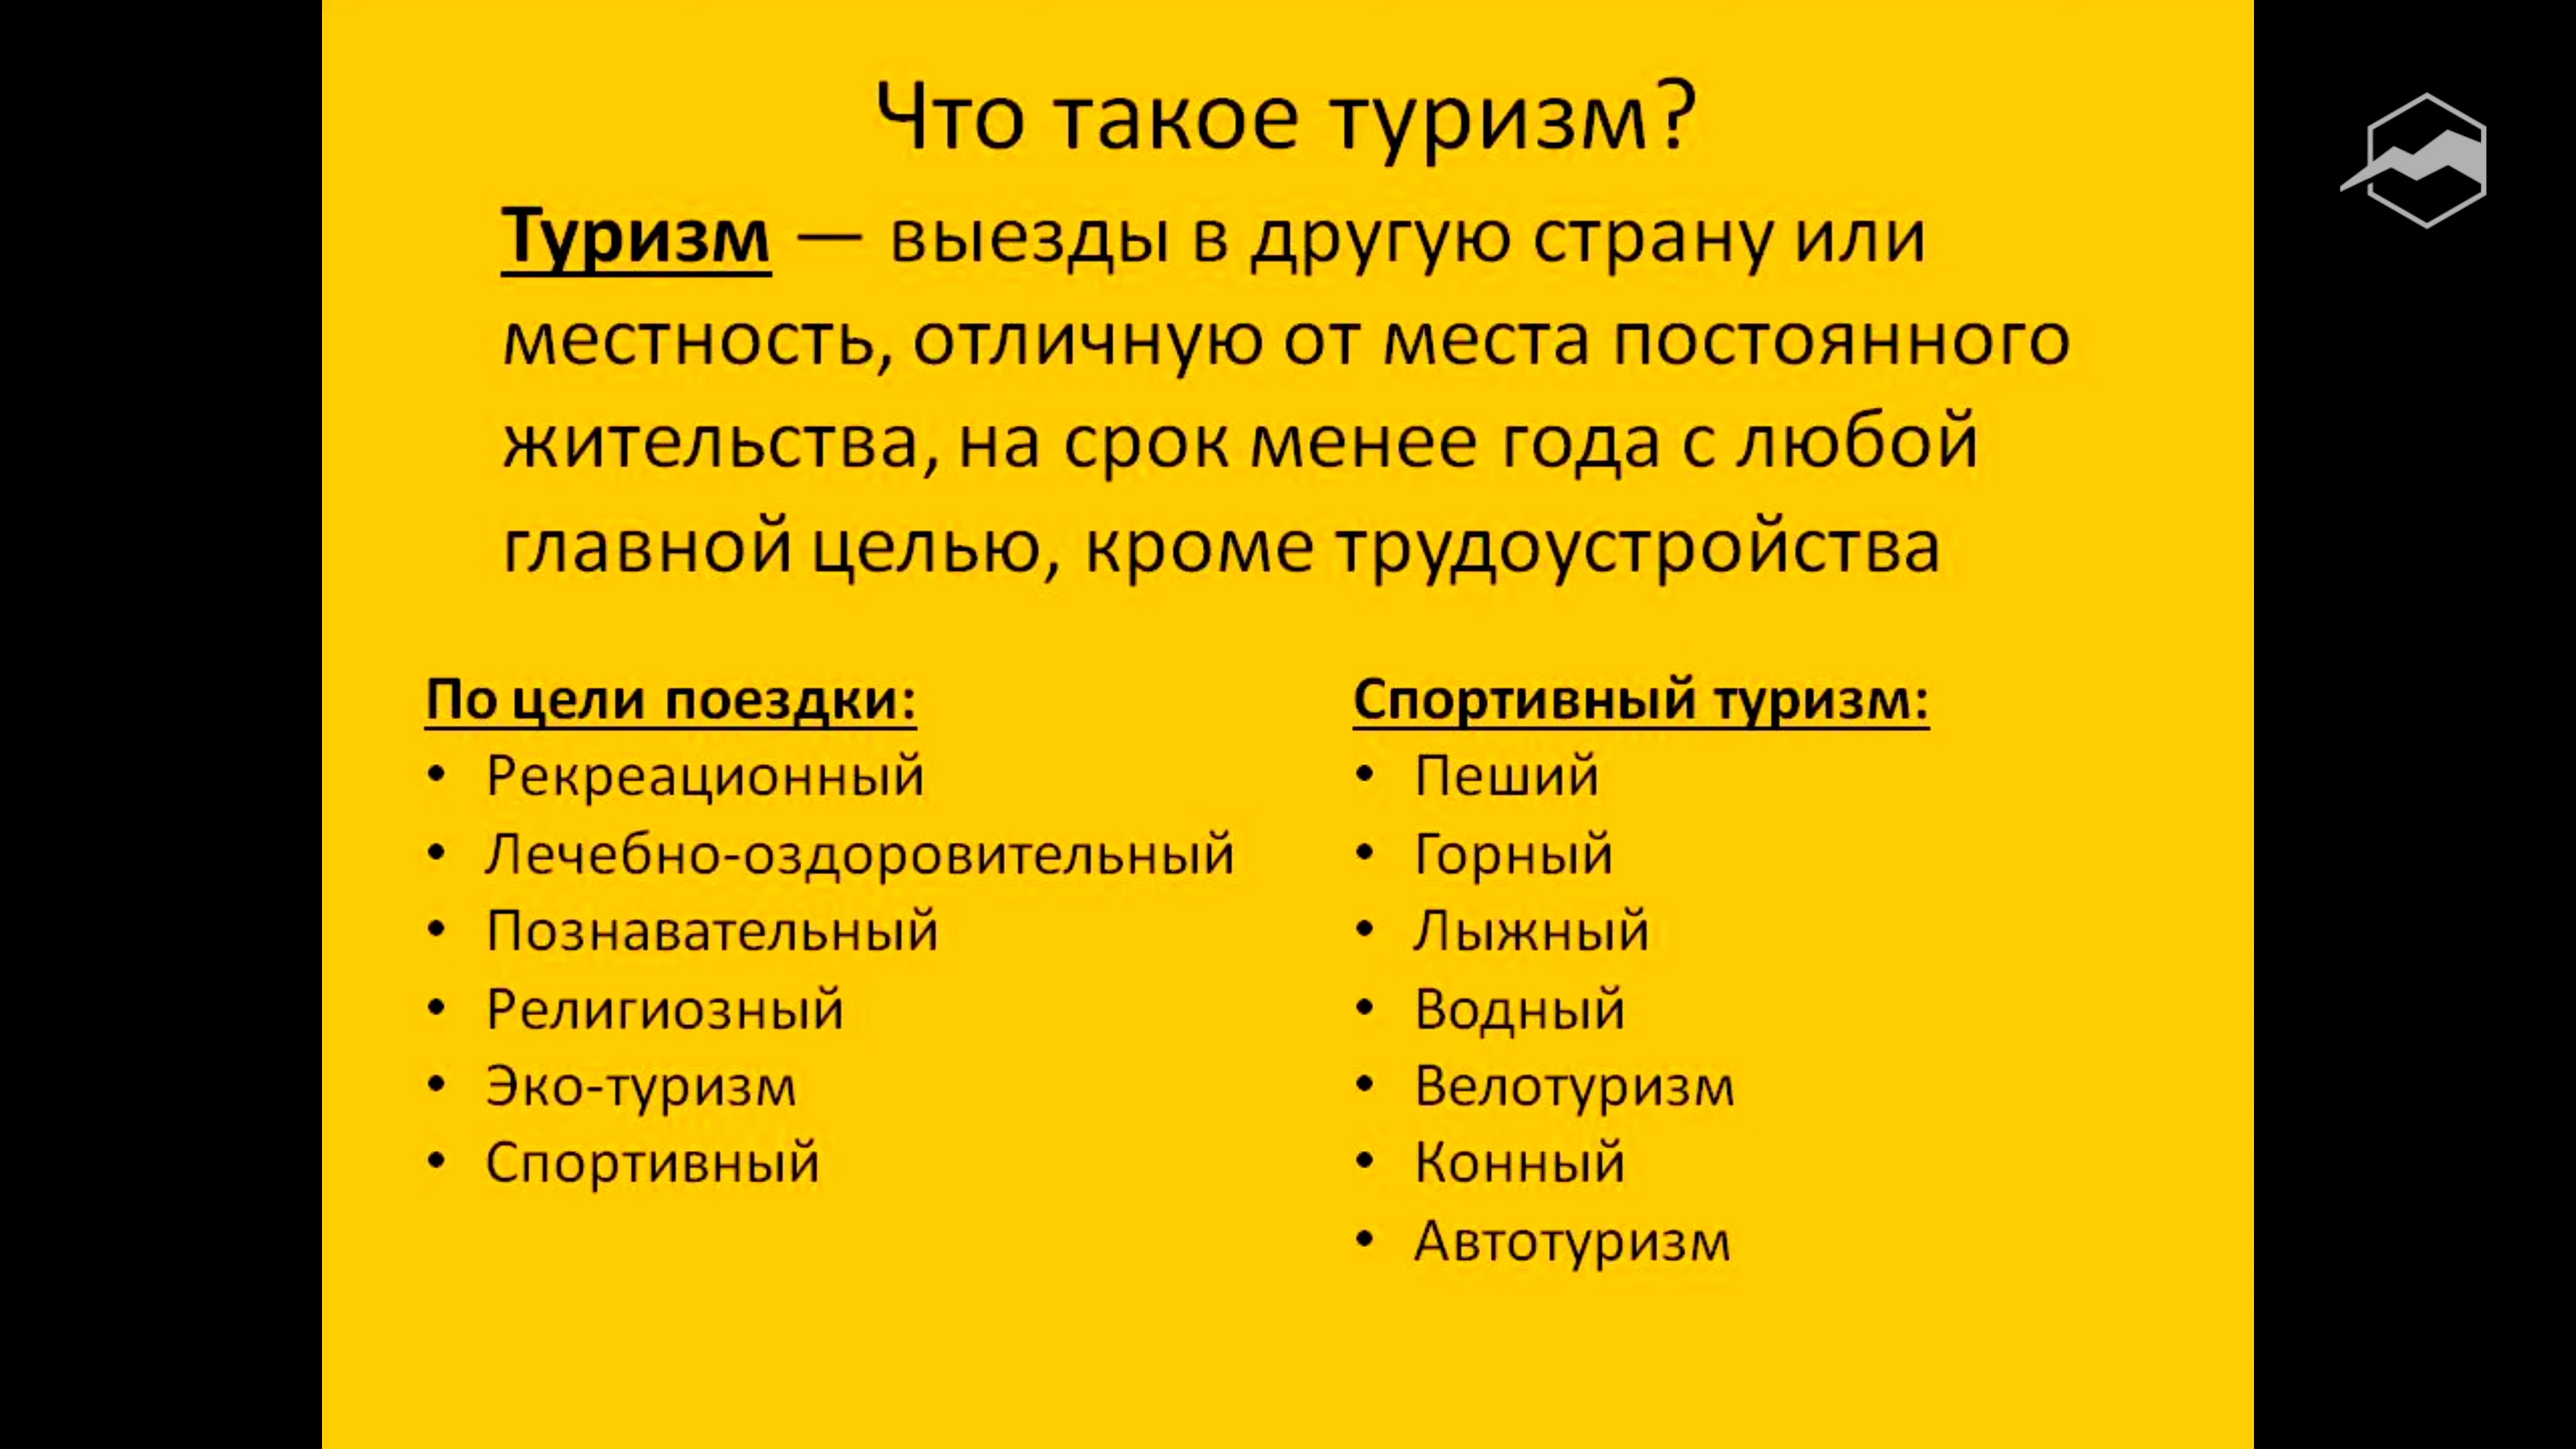 Что такое туризм?
Туризм — выезды в другую страну или
местность, отличную от места постоянного
жительства, на срок менее года с любой
главной целью, кроме трудоустройства
По цели поездки:
• Рекреационный
• Лечебно-оздоровительный
• Познавательный
• Религиозный
• Эко-туризм
• Спортивный
Спортивный туризм:
• Пеший
• Горный
• Лыжный
• Водный
• Велотуризм
• Конный
• Автотуризм